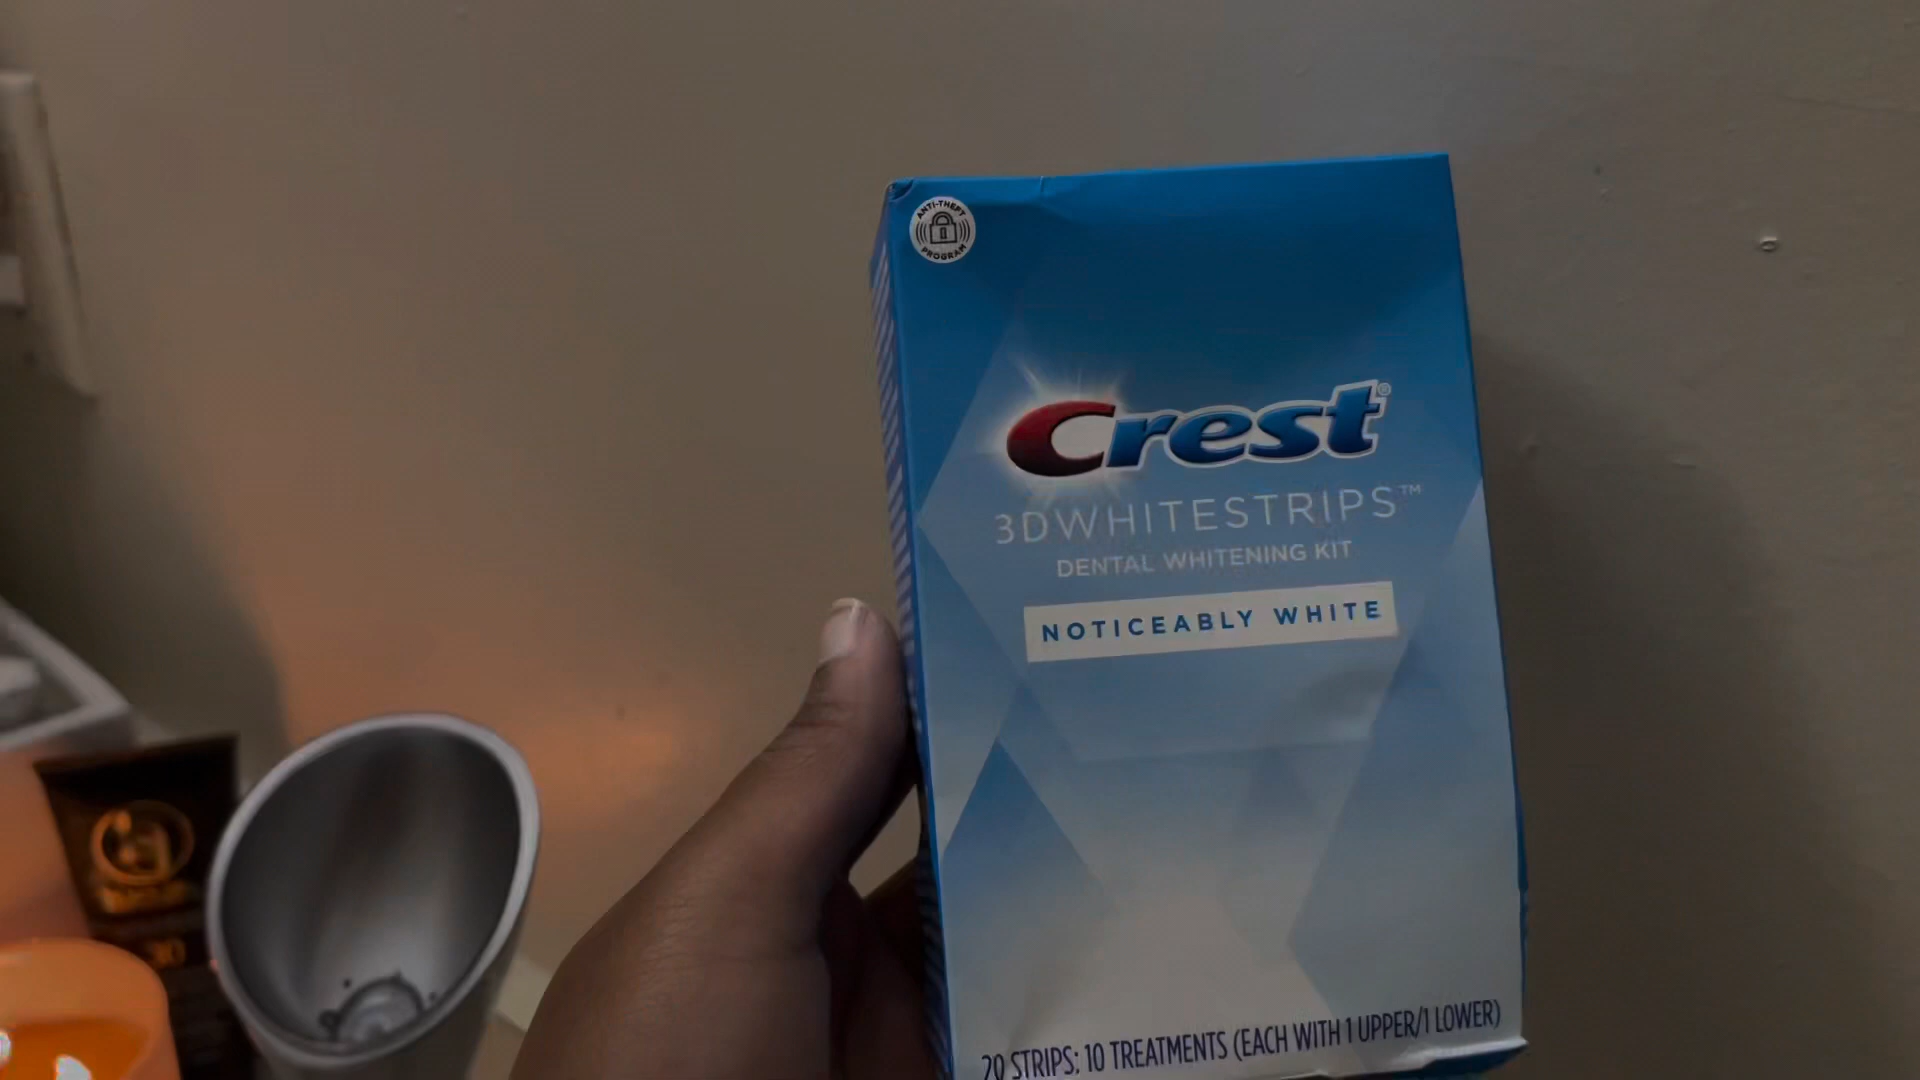 ANTI-THEFT
PROGRAM
Crest®
3DWHITESTRIPS™
DENTAL WHITENING KIT
NOTICEABLY WHITE
20 STRIPS: 10 TREATMENTS (EACH WITH 1 UPPER/1 LOWER)
30